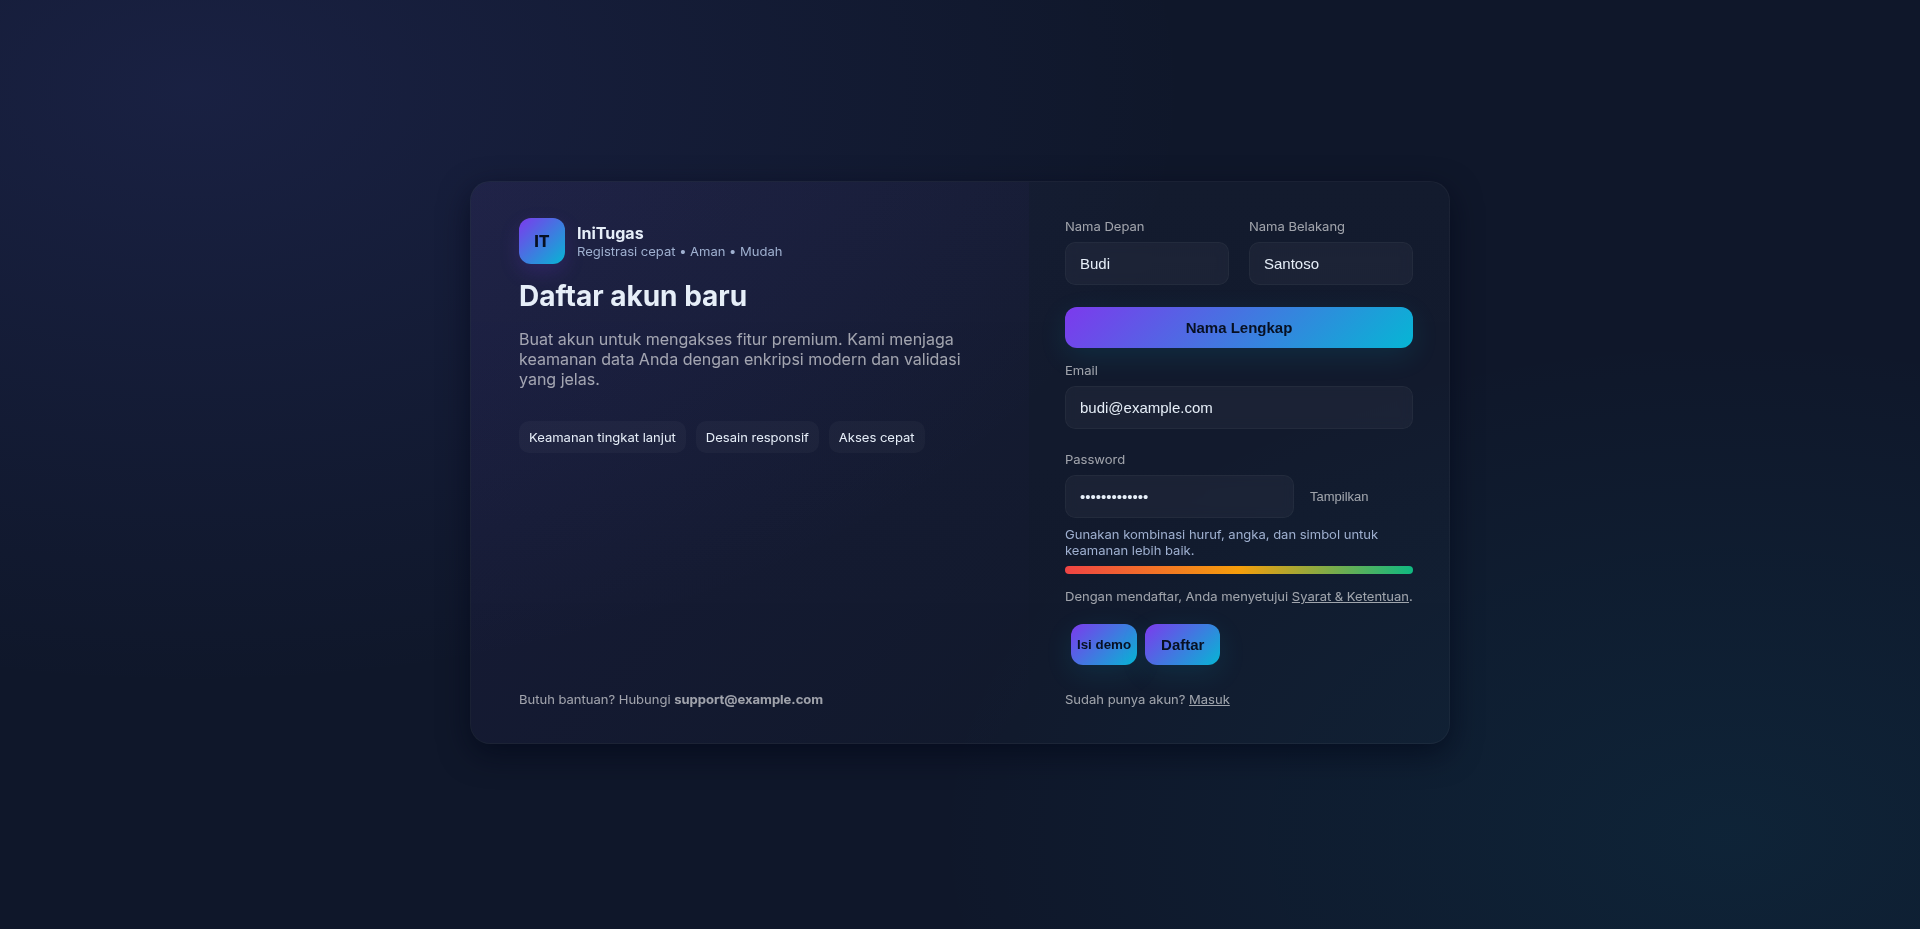 IT
IniTugas
Registrasi cepat • Aman • Mudah
Daftar akun baru
Buat akun untuk mengakses fitur premium. Kami menjaga
keamanan data Anda dengan enkripsi modern dan validasi
yang jelas.
Keamanan tingkat lanjut
Desain responsif
Akses cepat
Butuh bantuan? Hubungi support@example.com
Nama Depan
Nama Belakang
Budi
Santoso
Nama Lengkap
Email
budi@example.com
Password
•••••••••••••
Tampilkan
Gunakan kombinasi huruf, angka, dan simbol untuk
keamanan lebih baik.
Dengan mendaftar, Anda menyetujui Syarat & Ketentuan.
Isi demo
Daftar
Sudah punya akun? Masuk